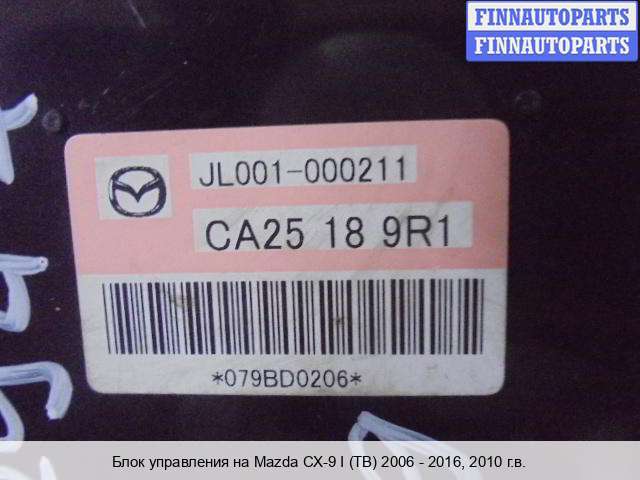 FINNAUTOPARTS
FINNAUTOPARTS
JL001-000211
CA25 18 9R1
*079BD0206*
Блок управления на Mazda CX-9 I (TB) 2006 - 2016, 2010 г.в.